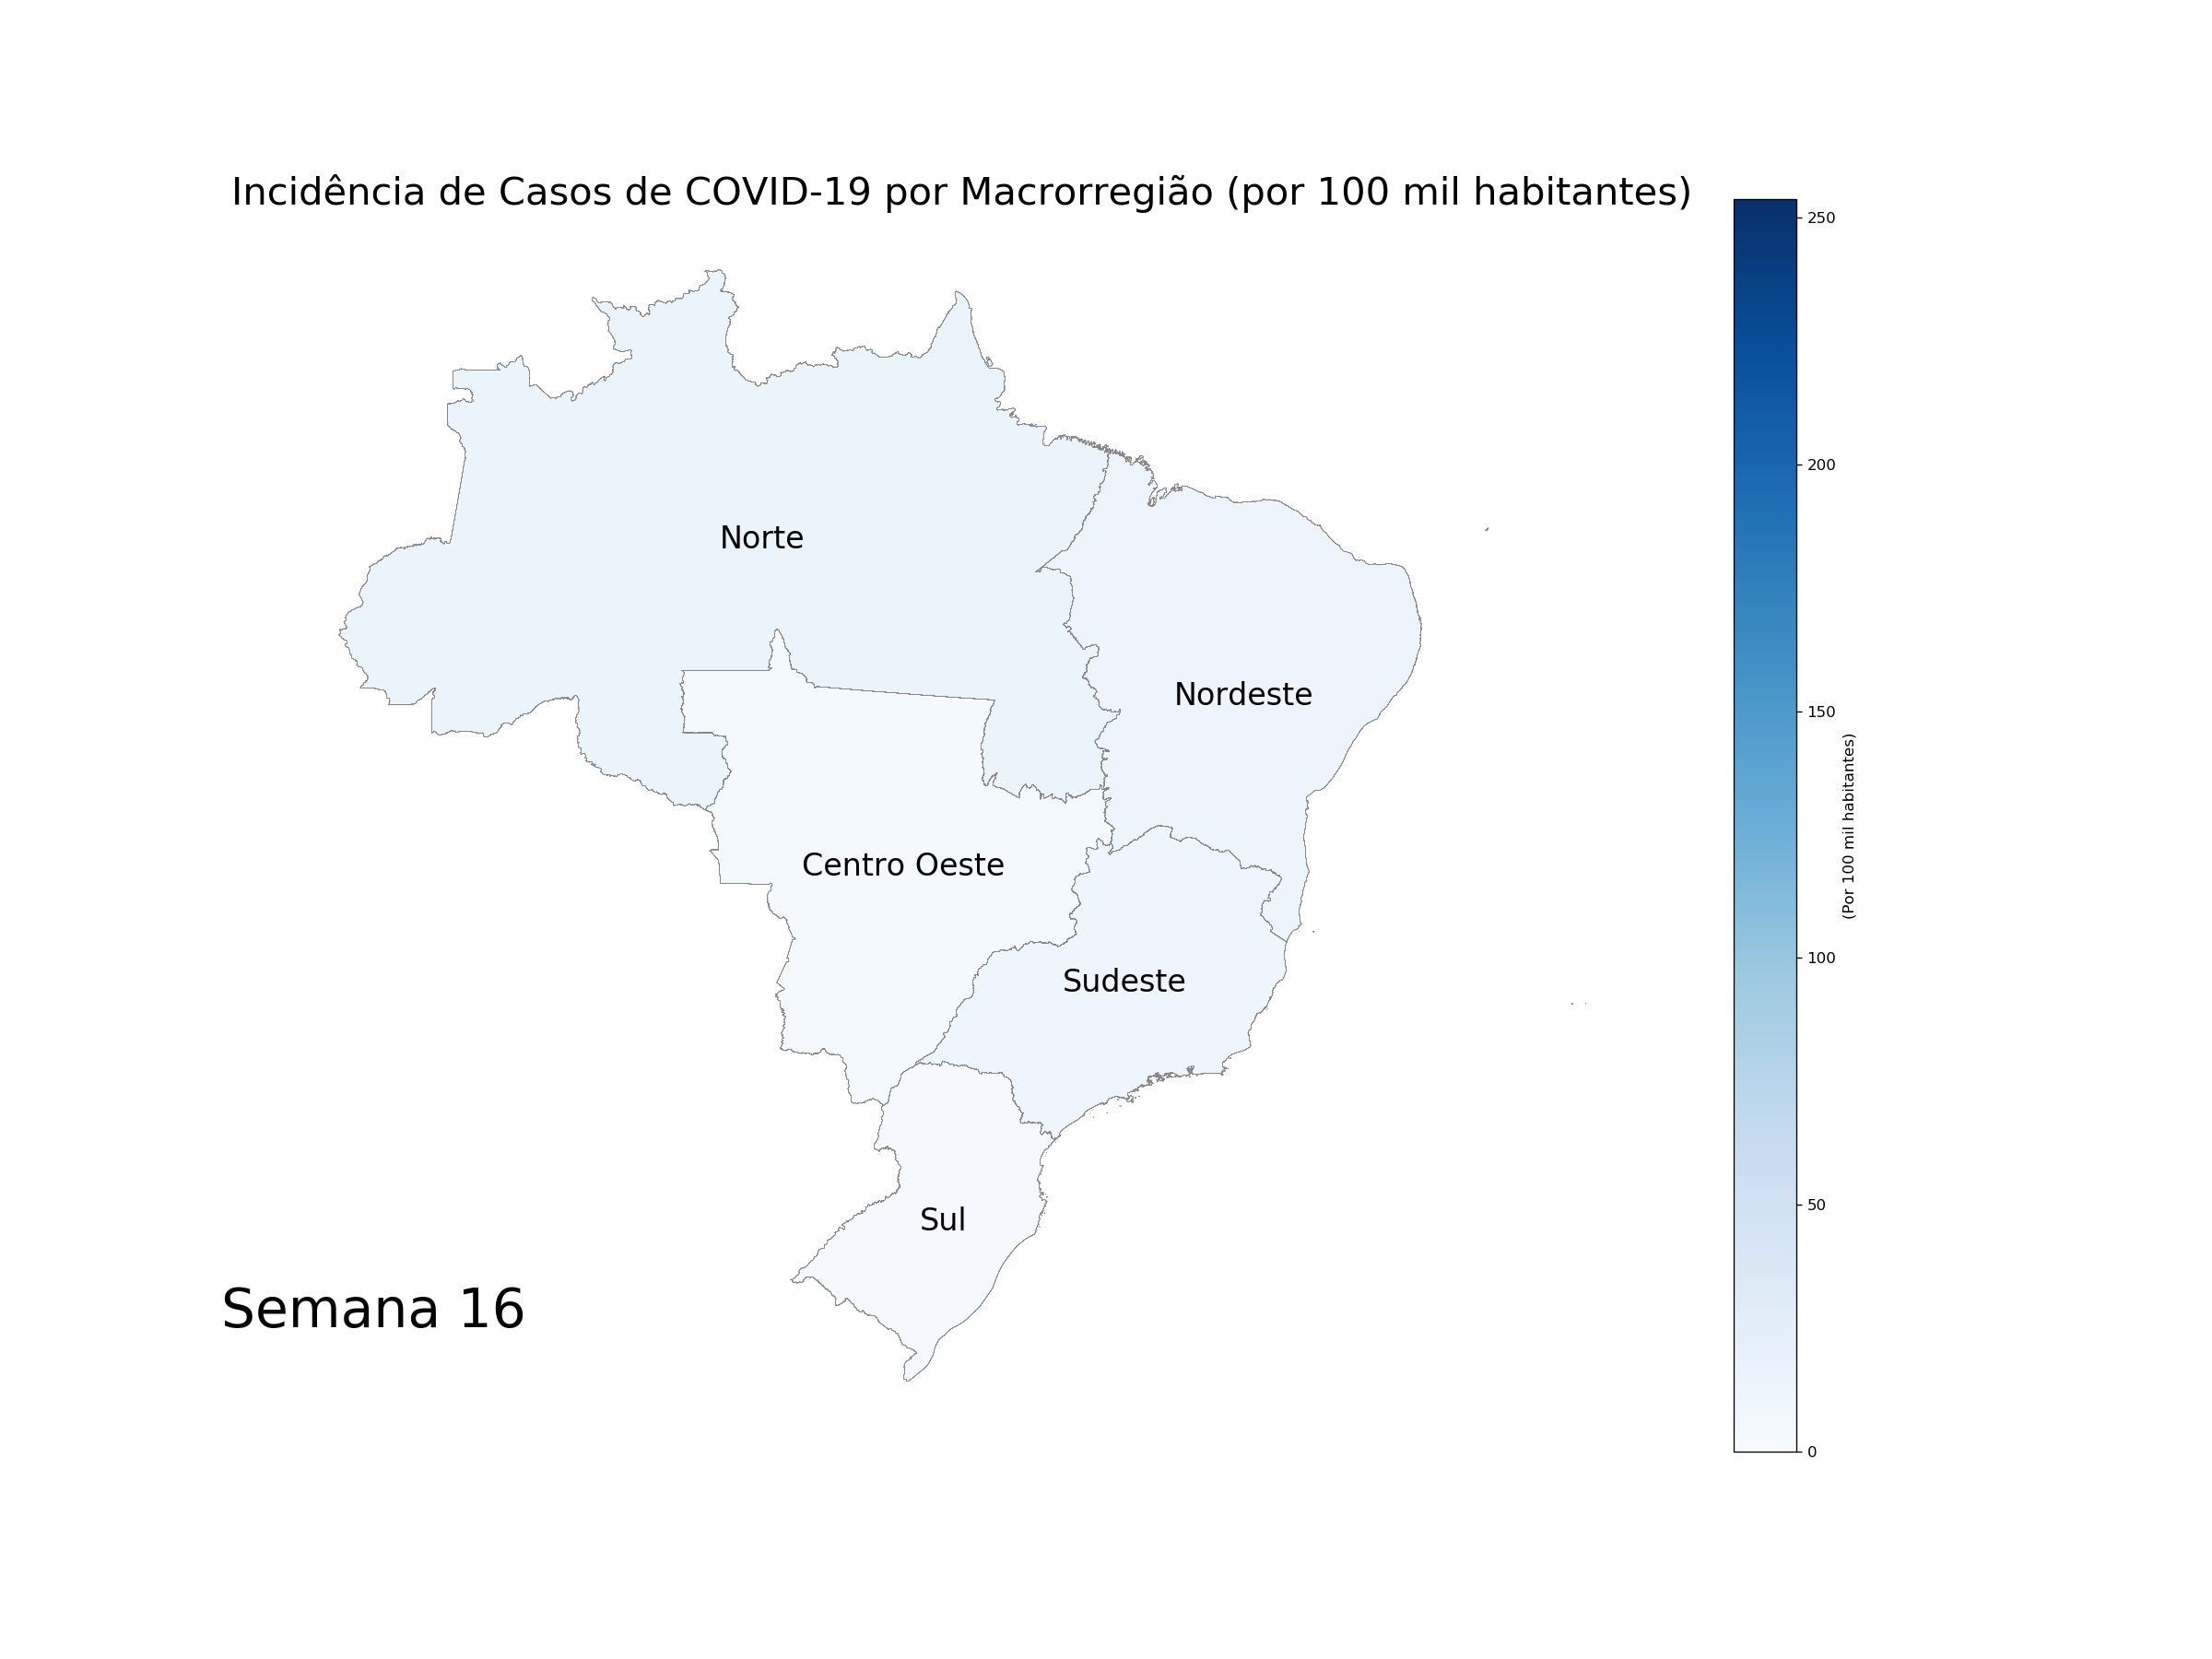 Incidência de Casos de COVID-19 por Macrorregião (por 100 mil habitantes)
250
200
150
100
50
0
(Por 100 mil habitantes)
Norte
Nordeste
Centro Oeste
Sudeste
Sul
Semana 16